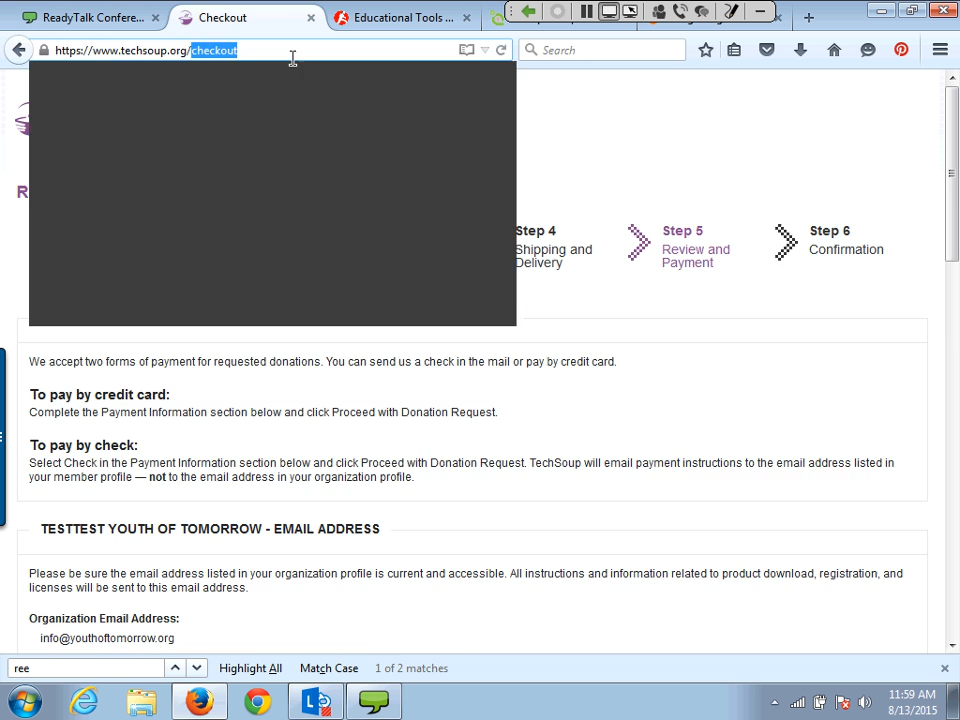 ReadyTalk Confere...
Checkout
Educational Tools ...
https://www.techsoup.org/checkout
Search
R
Step 4
Shipping and
Delivery
Step 5
Review and
Payment
Step 6
Confirmation
We accept two forms of payment for requested donations. You can send us a check in the mail or pay by credit card.
To pay by credit card:
Complete the Payment Information section below and click Proceed with Donation Request.
To pay by check:
Select Check in the Payment Information section below and click Proceed with Donation Request. TechSoup will email payment instructions to the email address listed in
your member profile — not to the email address in your organization profile.
TESTTEST YOUTH OF TOMORROW - EMAIL ADDRESS
Please be sure the email address listed in your organization profile is current and accessible. All instructions and information related to product download, registration, and
licenses will be sent to this email address.
Organization Email Address:
info@youthoftomorrow.org
ree
Highlight All
Match Case
1 of 2 matches
11:59 AM
8/13/2015